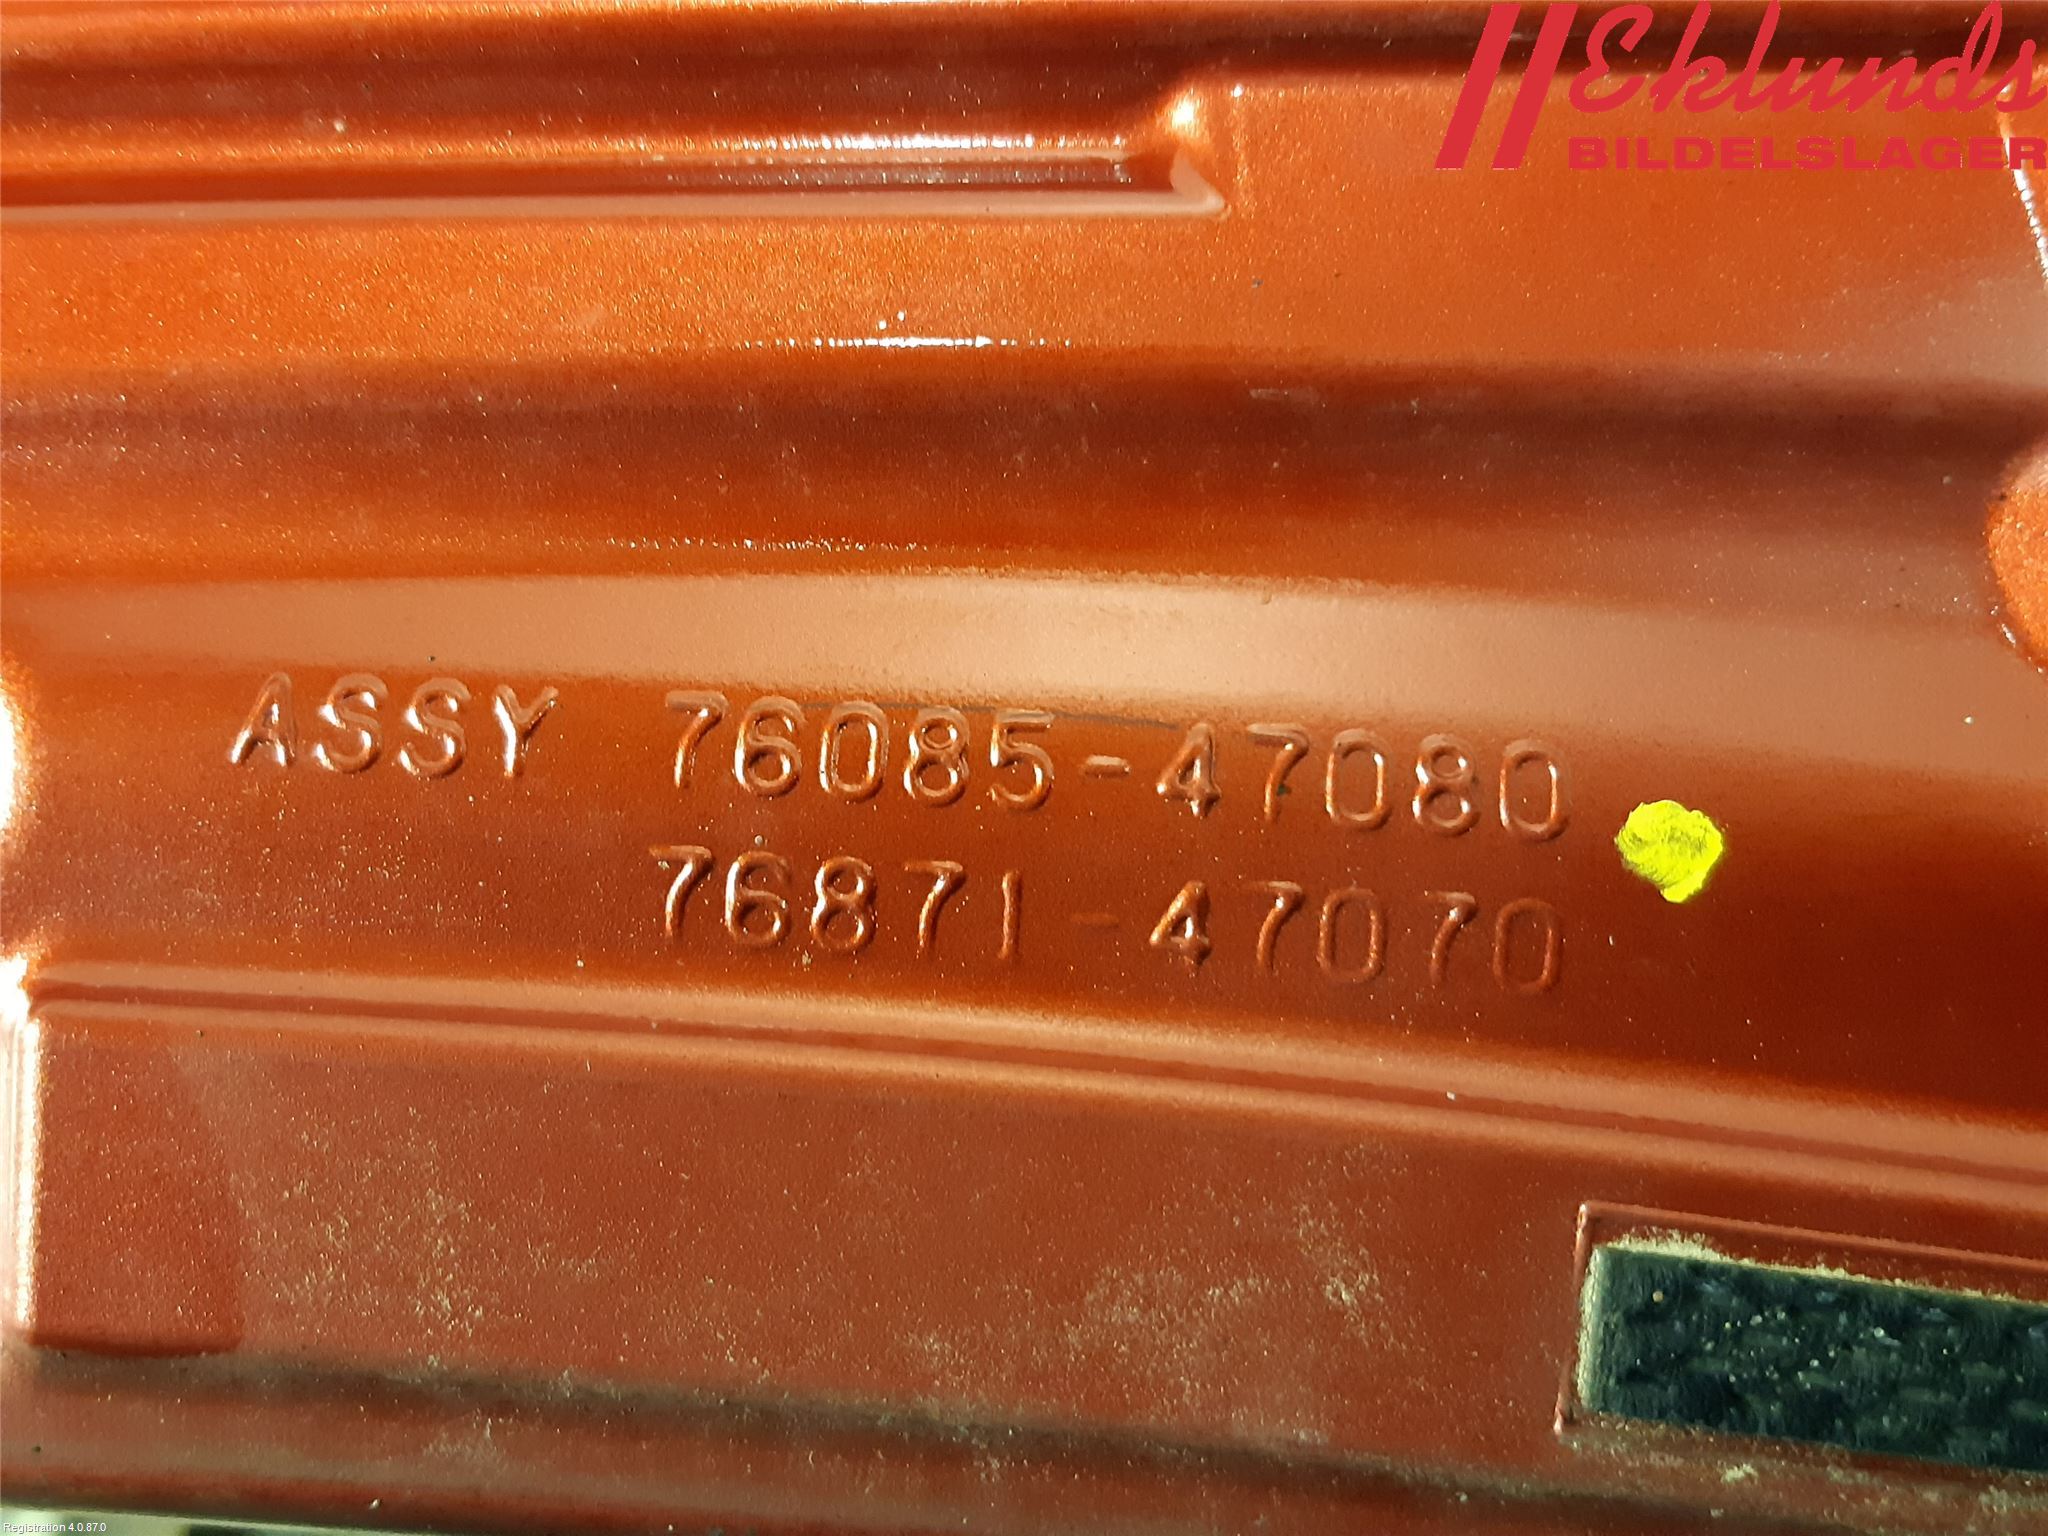 Eklunds
BILDELSLAGER
ASSY 76085-47080
76871-47070
Registration 4.0.87.0